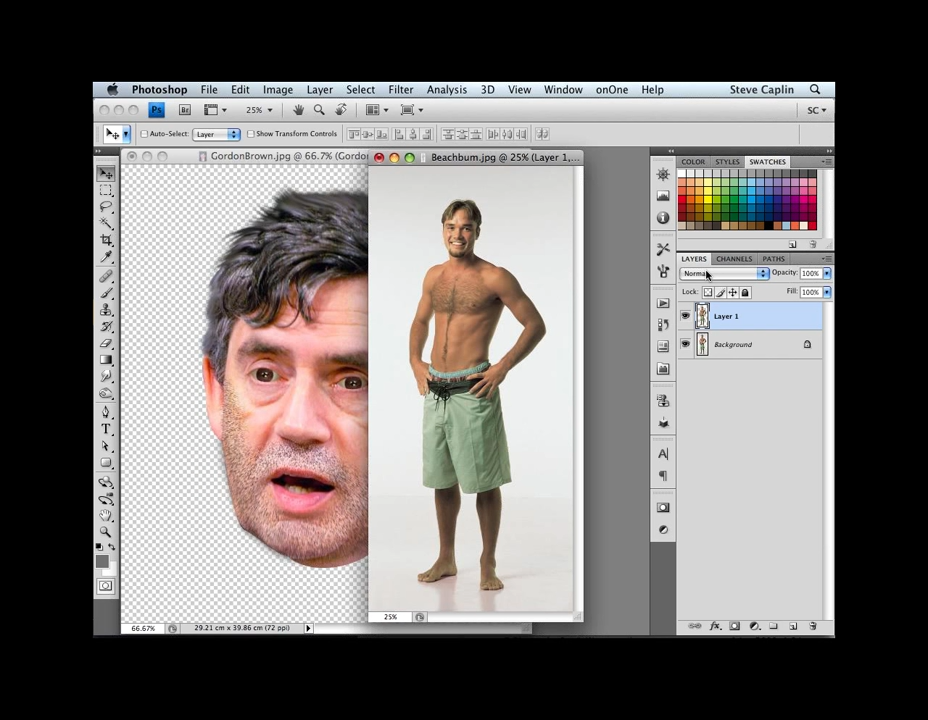 Photoshop File Edit Image Layer Select Filter Analysis 3D View Window onOne Help Steve Caplin
Ps Br 25% SC
Auto-Select: Layer Show Transform Controls
GordonBrown.jpg @ 66.7% (Gordo
Beachbum.jpg @ 25% (Layer 1,...
COLOR STYLES SWATCHES
LAYERS CHANNELS PATHS
Normal Opacity: 100%
Lock: Fill: 100%
Layer 1
Background
T
A
fx
25%
66.67% 29.21 cm x 39.86 cm (72 ppi)